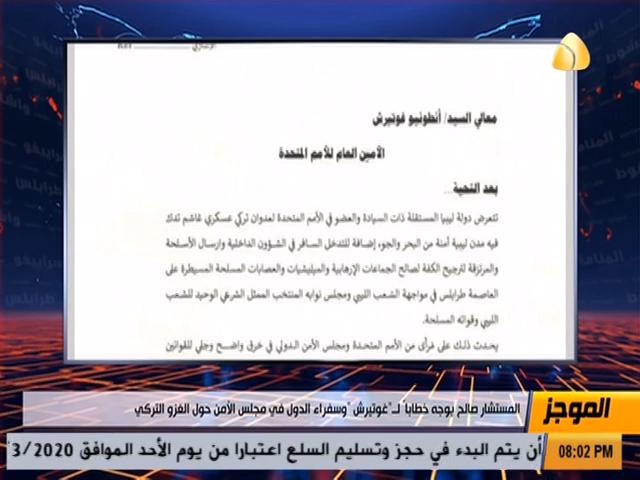 معالي السيد/ أنطونيو غوتيرش
الأمين العام للأمم المتحدة
بعد التحية...
تتعرض دولة ليبيا المستقلة ذات السيادة والعضو في الأمم المتحدة لعدوان تركي عسكري غاشم تدك
فيه مدن ليبية آمنة من البحر والجو، إضافة للتدخل السافر في الشؤون الداخلية وارسال الأسلحة
والمرتزقة لترجيح الكفة لصالح الجماعات الإرهابية والميليشيات والعصابات المسلحة المسيطرة على
العاصمة طرابلس في مواجهة الشعب الليبي ومجلس نوابه المنتخب الممثل الشرعي الوحيد للشعب
الليبي وقواته المسلحة.
يحدث ذلك على مرأى من الأمم المتحدة ومجلس الأمن الدولي في خرق واضح وجلي للقوانين
المستشار صالح يوجه خطاباً لـ"غوتيرش" وسفراء الدول في مجلس الأمن حول الغزو التركي
الموجز
أن يتم البدء في حجز وتسليم السلع اعتبارا من يوم الأحد الموافق 3/2020
08:02 PM
طرابلس